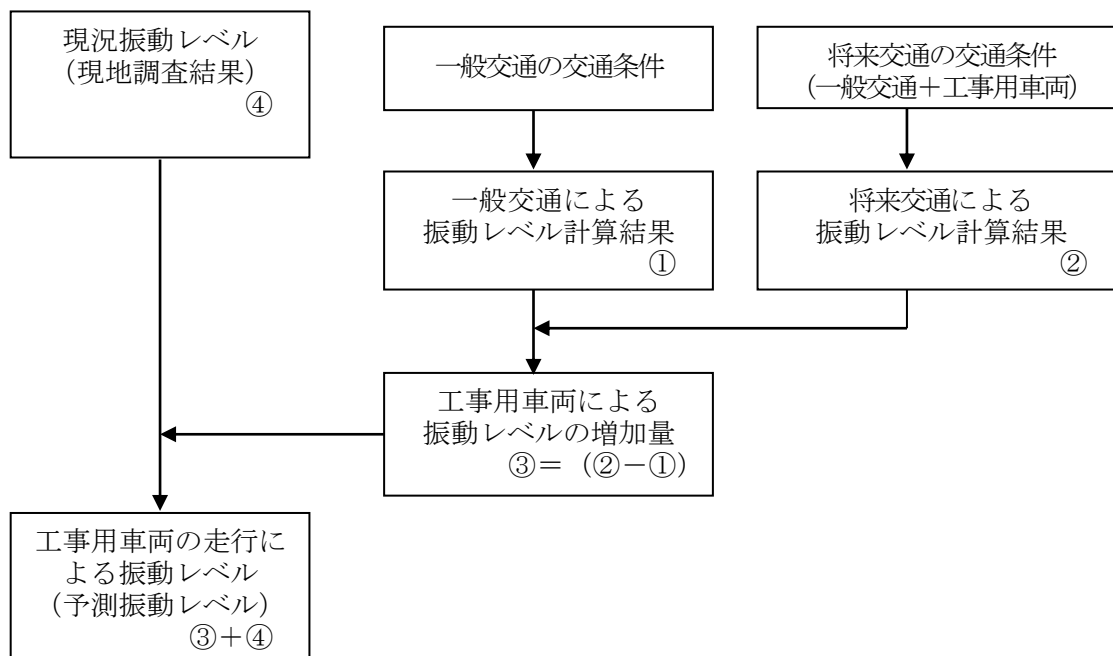 現況振動レベル
（現地調査結果）
④
一般交通の交通条件
将来交通の交通条件
（一般交通＋工事用車両）
一般交通による
振動レベル計算結果
①
将来交通による
振動レベル計算結果
②
工事用車両による
振動レベルの増加量
③＝（②－①）
工事用車両の走行に
よる振動レベル
（予測振動レベル）
③＋④